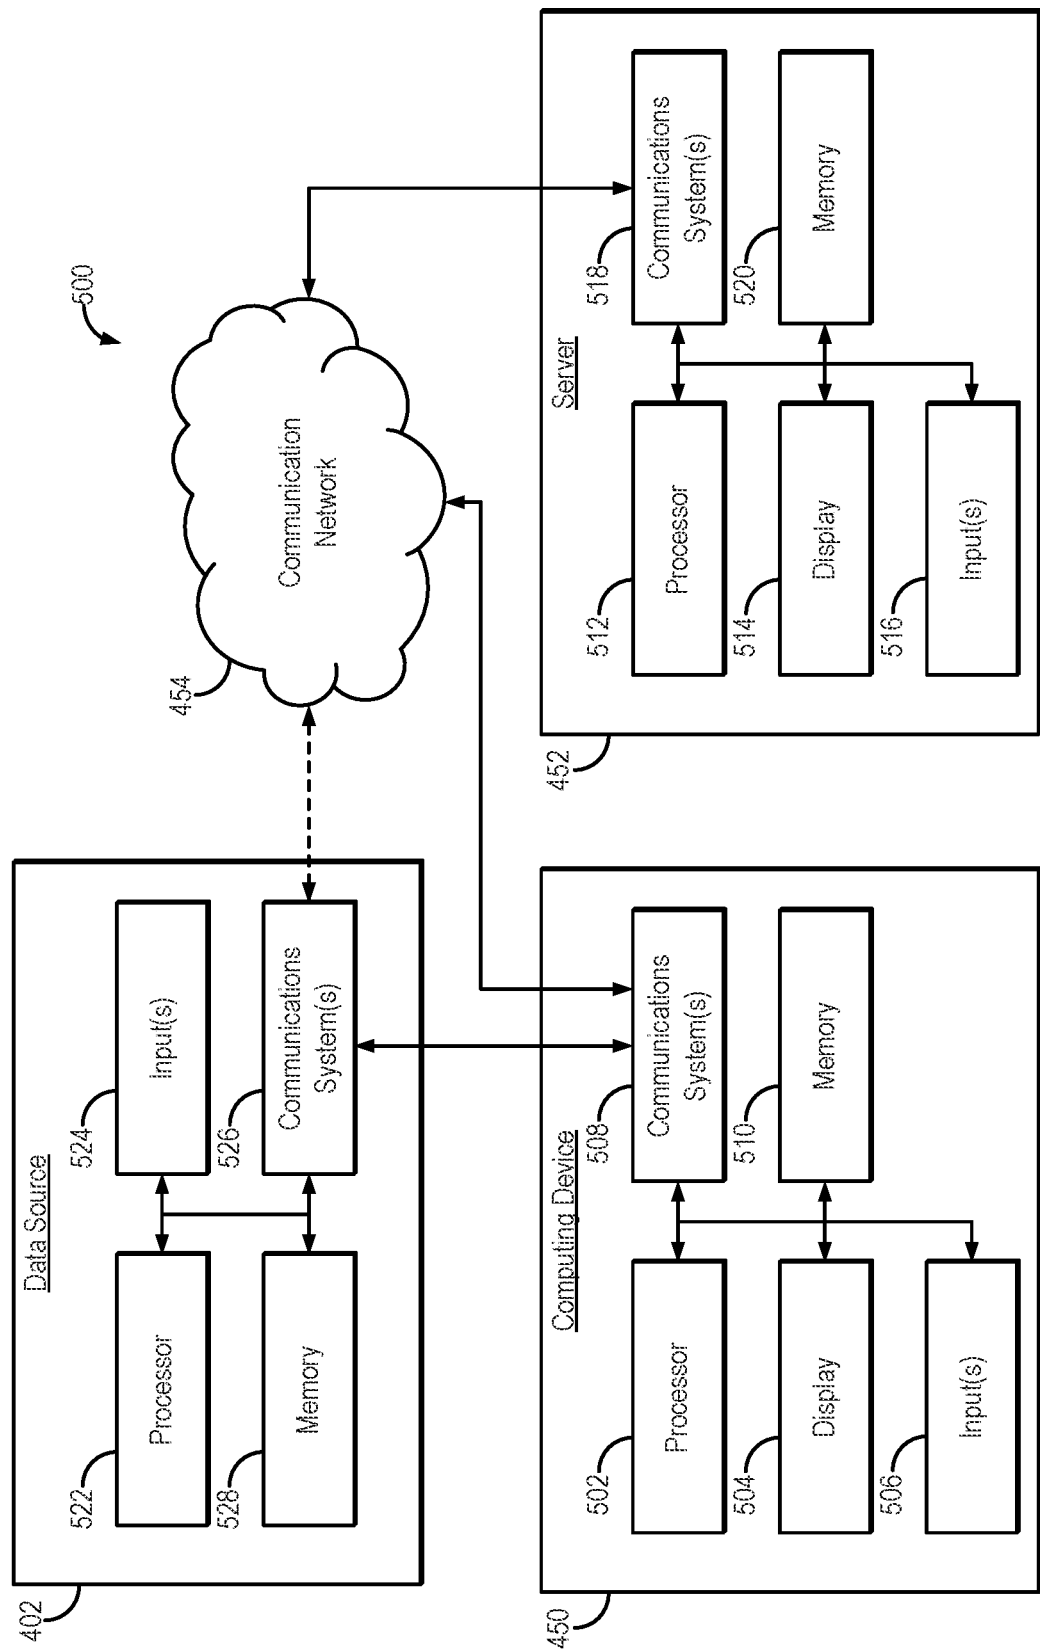 500
402
Data Source
522
Processor
524
Input(s)
528
Memory
526
Communications
System(s)
454
Communication
Network
450
Computing Device
502
Processor
508
Communications
System(s)
504
Display
510
Memory
506
Input(s)
452
Server
512
Processor
518
Communications
System(s)
514
Display
520
Memory
516
Input(s)